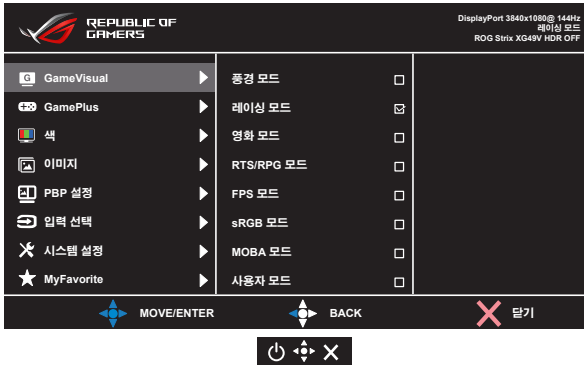 REPUBLIC OF
GAMERS
DisplayPort 3840x1080@ 144Hz
레이싱 모드
ROG Strix XG49V HDR OFF
G GameVisual
GamePlus
색
이미지
PBP 설정
입력 선택
시스템 설정
MyFavorite
풍경 모드
레이싱 모드
영화 모드
RTS/RPG 모드
FPS 모드
sRGB 모드
MOBA 모드
사용자 모드
MOVE/ENTER
BACK
닫기